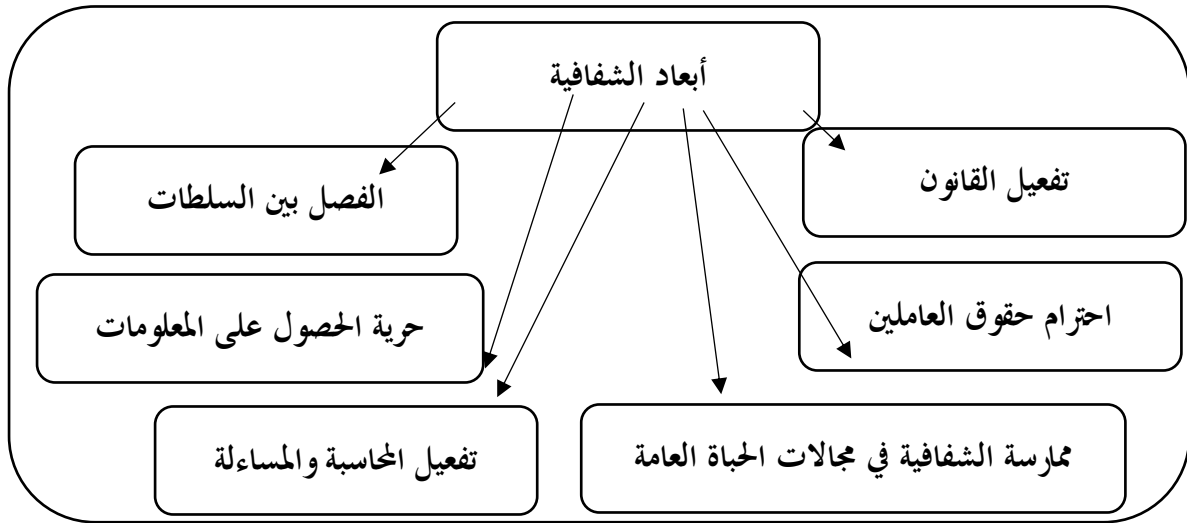 أبعاد الشفافية
تفعيل القانون
الفصل بين السلطات
احترام حقوق العاملين
حرية الحصول على المعلومات
ممارسة الشفافية في مجالات الحباة العامة
تفعيل المحاسبة والمساءلة